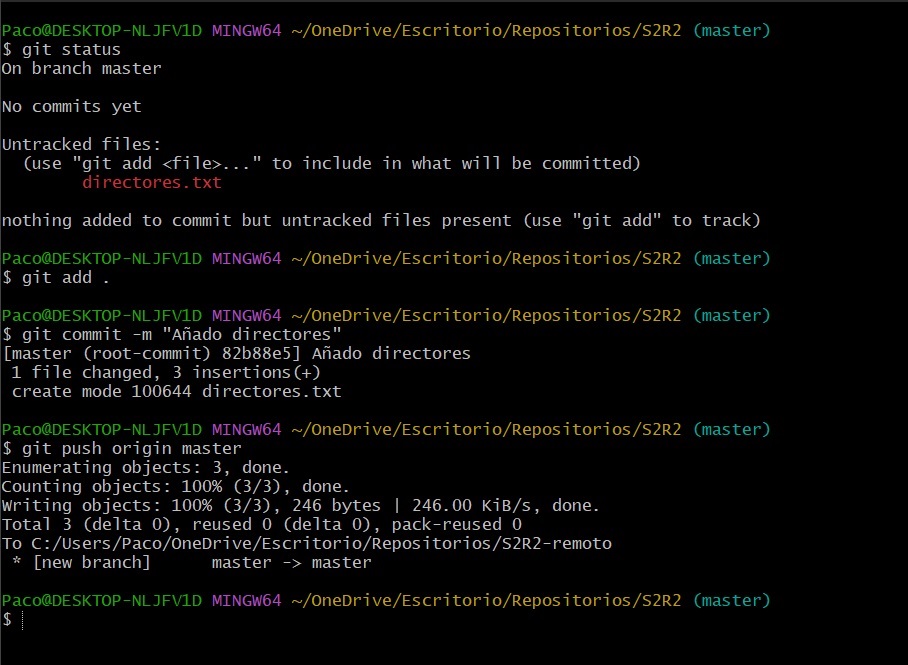 Paco@DESKTOP-NLJFV1D MINGW64 ~/OneDrive/Escritorio/Repositorios/S2R2 (master)
$ git status
On branch master
No commits yet
Untracked files:
  (use "git add <file>..." to include in what will be committed)
        directores.txt
nothing added to commit but untracked files present (use "git add" to track)
Paco@DESKTOP-NLJFV1D MINGW64 ~/OneDrive/Escritorio/Repositorios/S2R2 (master)
$ git add .
Paco@DESKTOP-NLJFV1D MINGW64 ~/OneDrive/Escritorio/Repositorios/S2R2 (master)
$ git commit -m "Añado directores"
[master (root-commit) 82b88e5] Añado directores
 1 file changed, 3 insertions(+)
 create mode 100644 directores.txt
Paco@DESKTOP-NLJFV1D MINGW64 ~/OneDrive/Escritorio/Repositorios/S2R2 (master)
$ git push origin master
Enumerating objects: 3, done.
Counting objects: 100% (3/3), done.
Writing objects: 100% (3/3), 246 bytes | 246.00 KiB/s, done.
Total 3 (delta 0), reused 0 (delta 0), pack-reused 0
To C:/Users/Paco/OneDrive/Escritorio/Repositorios/S2R2-remoto
 * [new branch]      master -> master
Paco@DESKTOP-NLJFV1D MINGW64 ~/OneDrive/Escritorio/Repositorios/S2R2 (master)
$